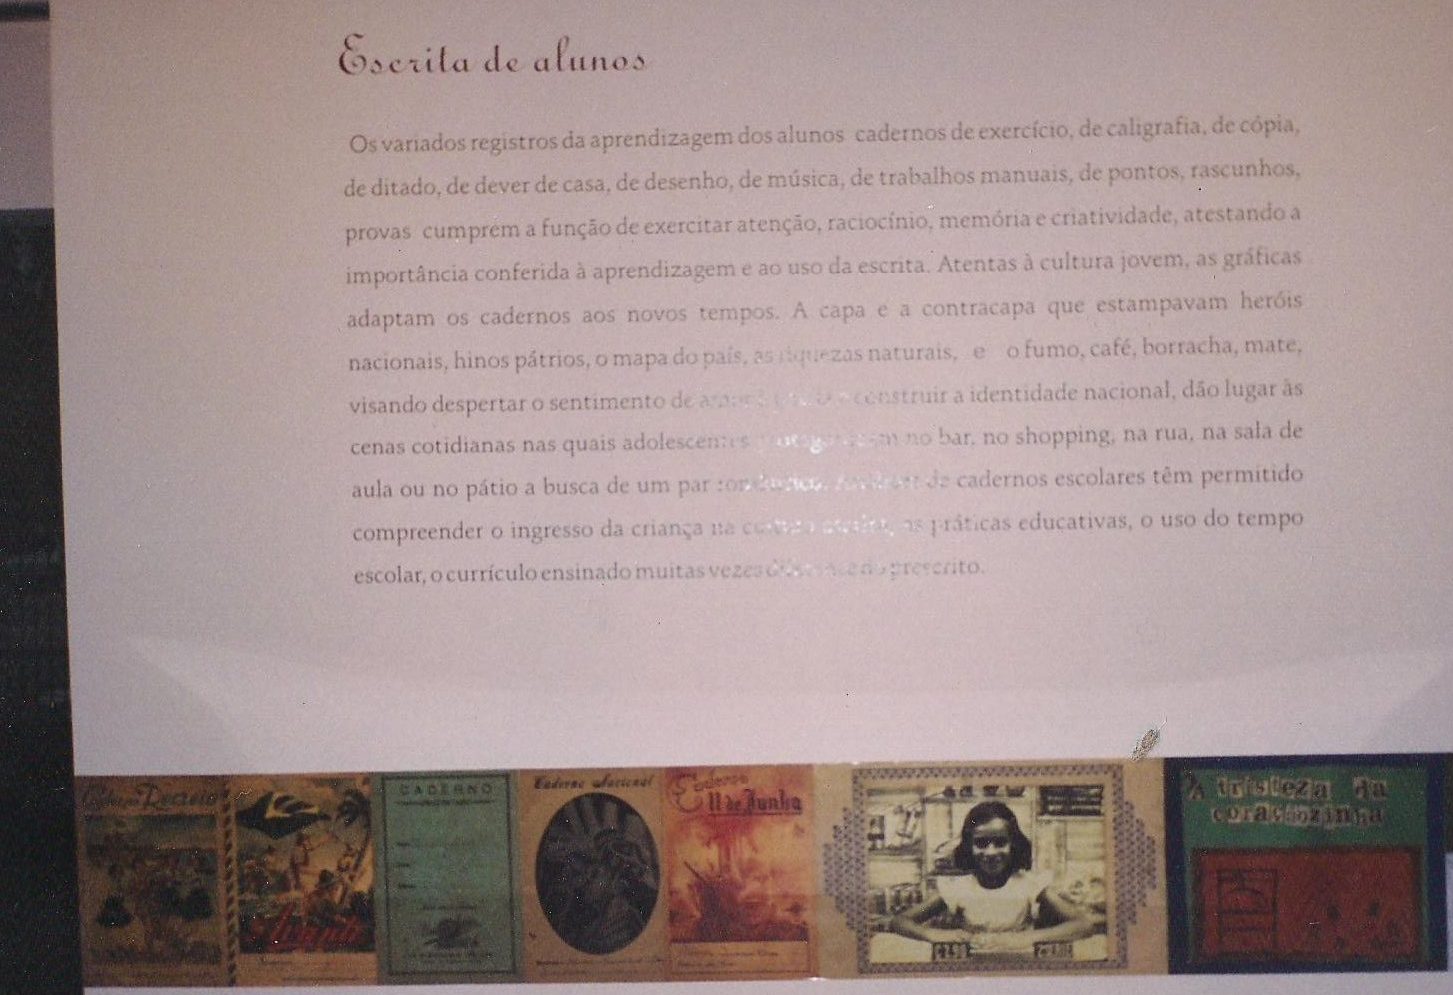 Escrita de alunos
Os variados registros da aprendizagem dos alunos cadernos de exercício, de caligrafia, de cópia,
de ditado, de dever de casa, de desenho, de música, de trabalhos manuais, de pontos, rascunhos,
provas cumprem a função de exercitar atenção, raciocínio, memória e criatividade, atestando a
importância conferida à aprendizagem e ao uso da escrita. Atentas à cultura jovem, as gráficas
adaptam os cadernos aos novos tempos. A capa e a contracapa que estampavam heróis
nacionais, hinos pátrios, o mapa do país, as riquezas naturais, e o fumo, café, borracha, mate,
visando despertar o sentimento de construir a identidade nacional, dão lugar às
cenas cotidianas nas quais adolescentes no bar, no shopping, na rua, na sala de
aula ou no pátio a busca de um par de cadernos escolares têm permitido
compreender o ingresso da criança na as práticas educativas, o uso do tempo
escolar, o currículo ensinado muitas vezes do prescrito.
Recreio
Avante
CADERNO
Caderno Nacional
Caderno
11 de Junho
A tristeza da
coraçãozinha